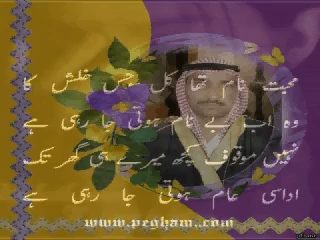 محبت نام تھا کل جس خلش کا
وہ اب بے نام ہوتی جا رہی ہے
نہیں موقوف کچھ میرے ہی گھر تک
اداسی عام ہوتی جا رہی ہے
www.pegham..com